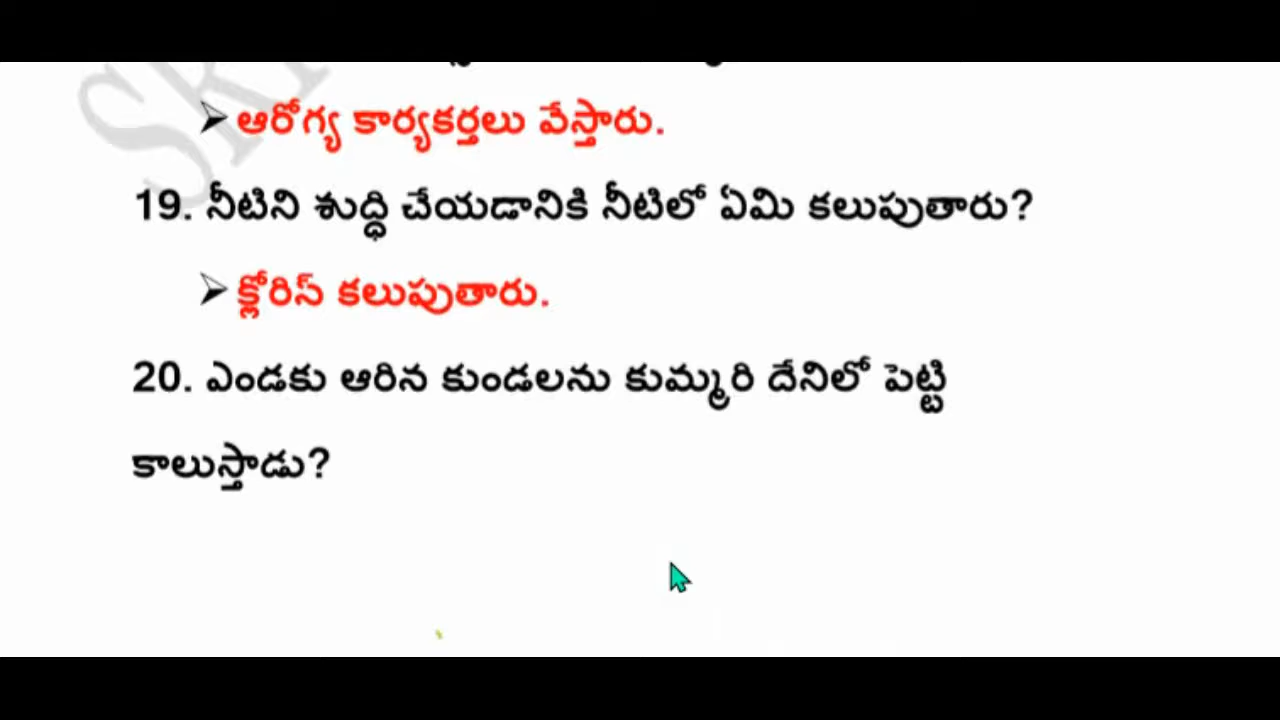 ఆరోగ్య కార్యకర్తలు వేస్తారు.
19. నీటిని శుద్ధి చేయడానికి నీటిలో ఏమి కలుపుతారు?
క్లోరిస్ కలుపుతారు.
20. ఎండకు ఆరిన కుండలను కుమ్మరి దేనిలో పెట్టి
కాలుస్తాడు?